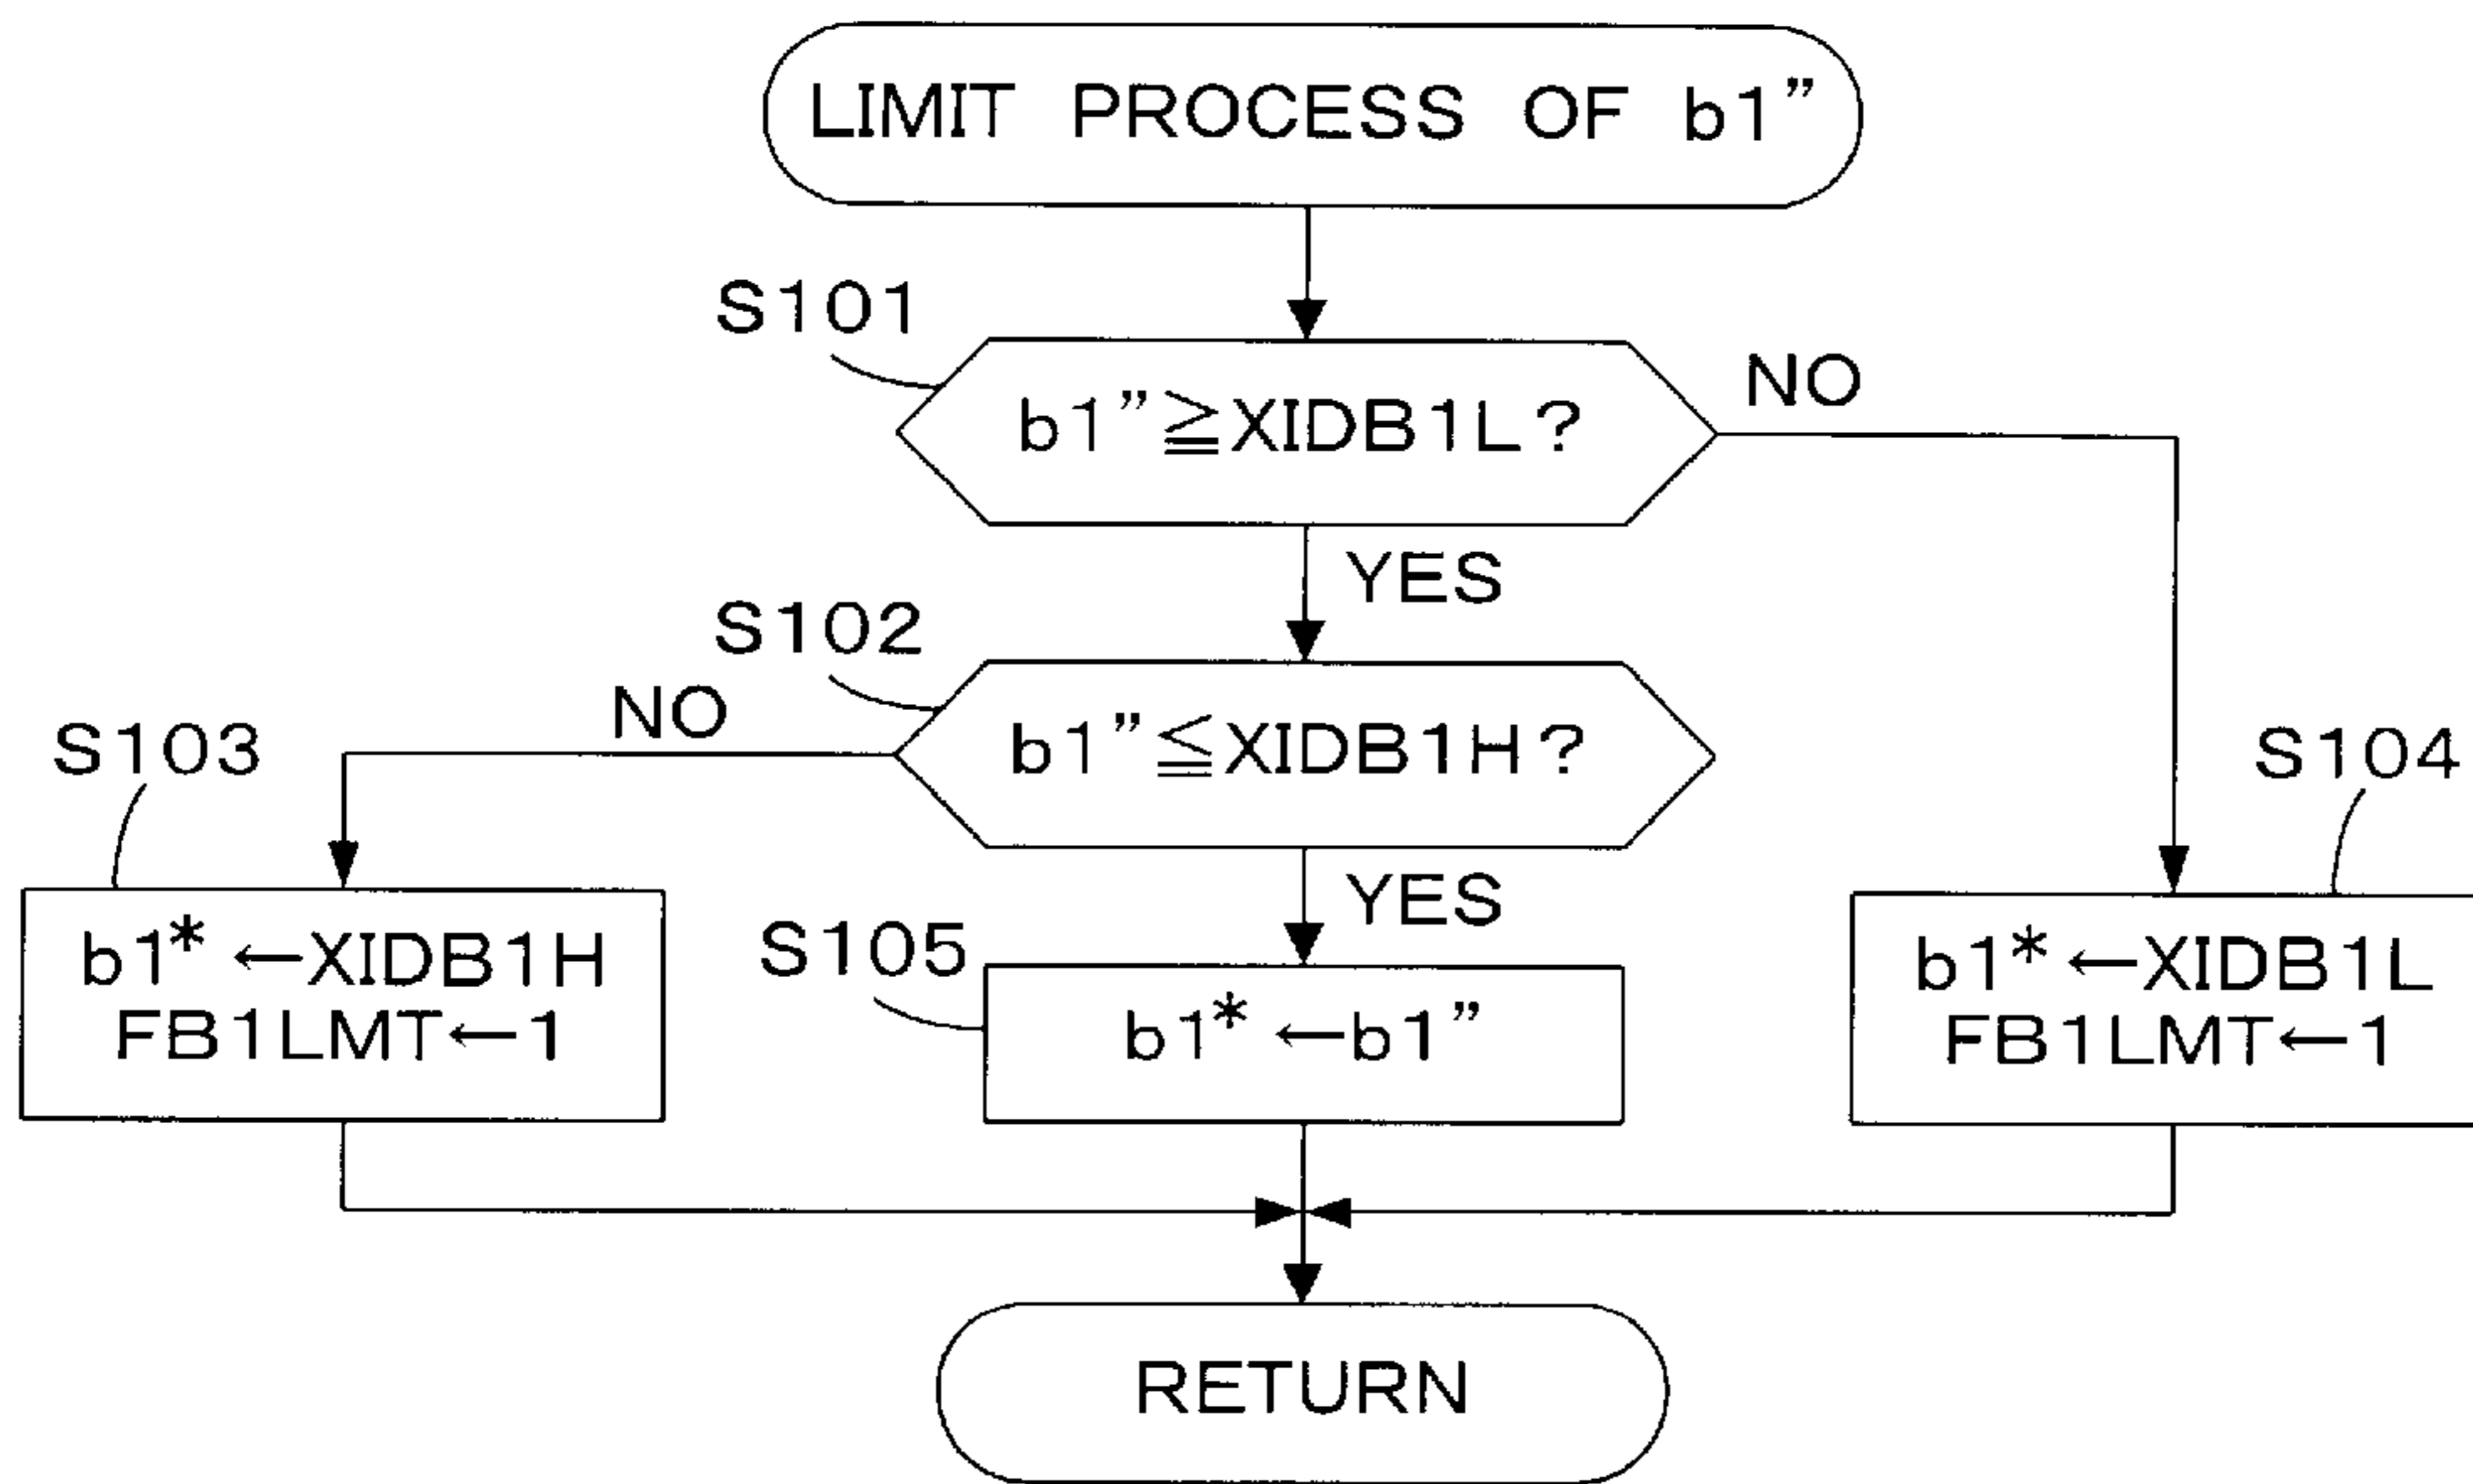 LIMIT PROCESS OF b1”
S101
b1”≧XIDB1L?
NO
YES
S102
b1”≦XIDB1H?
NO
YES
S103
b1*←XIDB1H
FB1LMT←1
S105
b1*←b1”
S104
b1*←XIDB1L
FB1LMT←1
RETURN